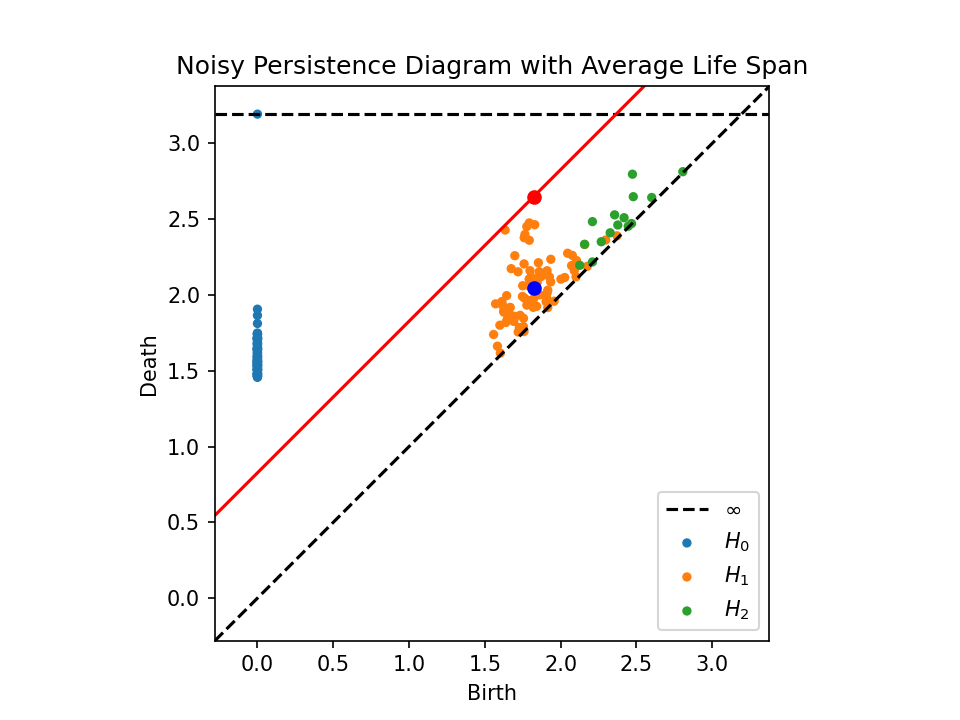 Noisy Persistence Diagram with Average Life Span
Death
3.0
2.5
2.0
1.5
1.0
0.5
0.0
∞
H₀
H₁
H₂
0.0 0.5 1.0 1.5 2.0 2.5 3.0
Birth